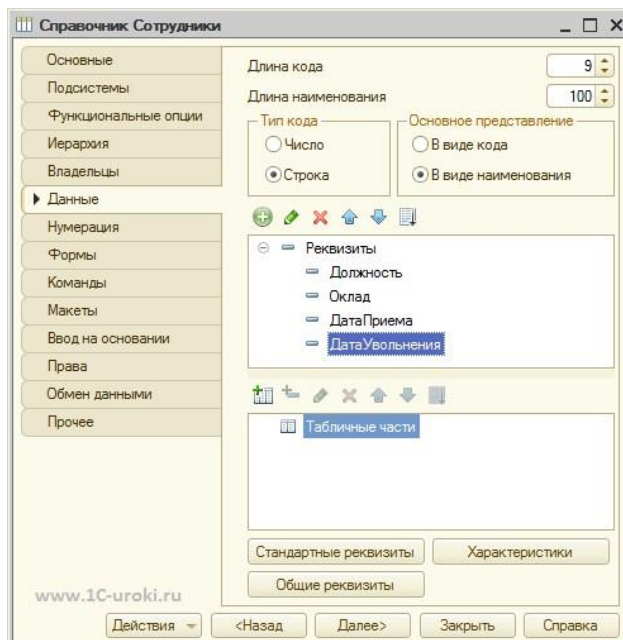 Справочник Сотрудники
Основные
Подсистемы
Функциональные опции
Иерархия
Владельцы
Данные
Нумерация
Формы
Команды
Макеты
Ввод на основании
Права
Обмен данными
Прочее
Длина кода 9
Длина наименования 100
Тип кода
Число
Строка
Основное представление
В виде кода
В виде наименования
Реквизиты
Должность
Оклад
ДатаПриема
ДатаУвольнения
Табличные части
Стандартные реквизиты Характеристики
Общие реквизиты
www.1C-uroki.ru
Действия <Назад Далее> Закрыть Справка